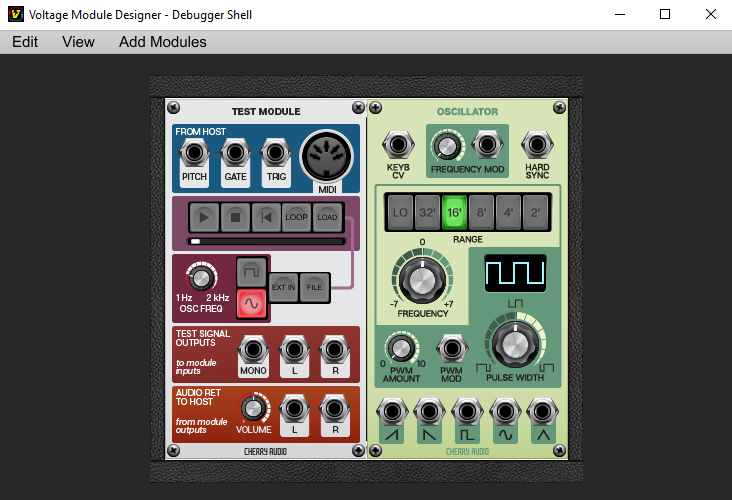 Voltage Module Designer - Debugger Shell
Edit View Add Modules
TEST MODULE
FROM HOST
PITCH GATE TRIG MIDI
LOOP LOAD
1 Hz 2 kHz
OSC FREQ
EXT IN FILE
TEST SIGNAL
OUTPUTS
to module
inputs
MONO L R
AUDIO RET
TO HOST
from module
outputs
VOLUME L R
CHERRY AUDIO
OSCILLATOR
KEYB
CV
FREQUENCY MOD
HARD
SYNC
LO 32' 16' 8' 4' 2'
RANGE
0
-7 +7
FREQUENCY
0 10
PWM
AMOUNT
PWM
MOD
PULSE WIDTH
CHERRY AUDIO